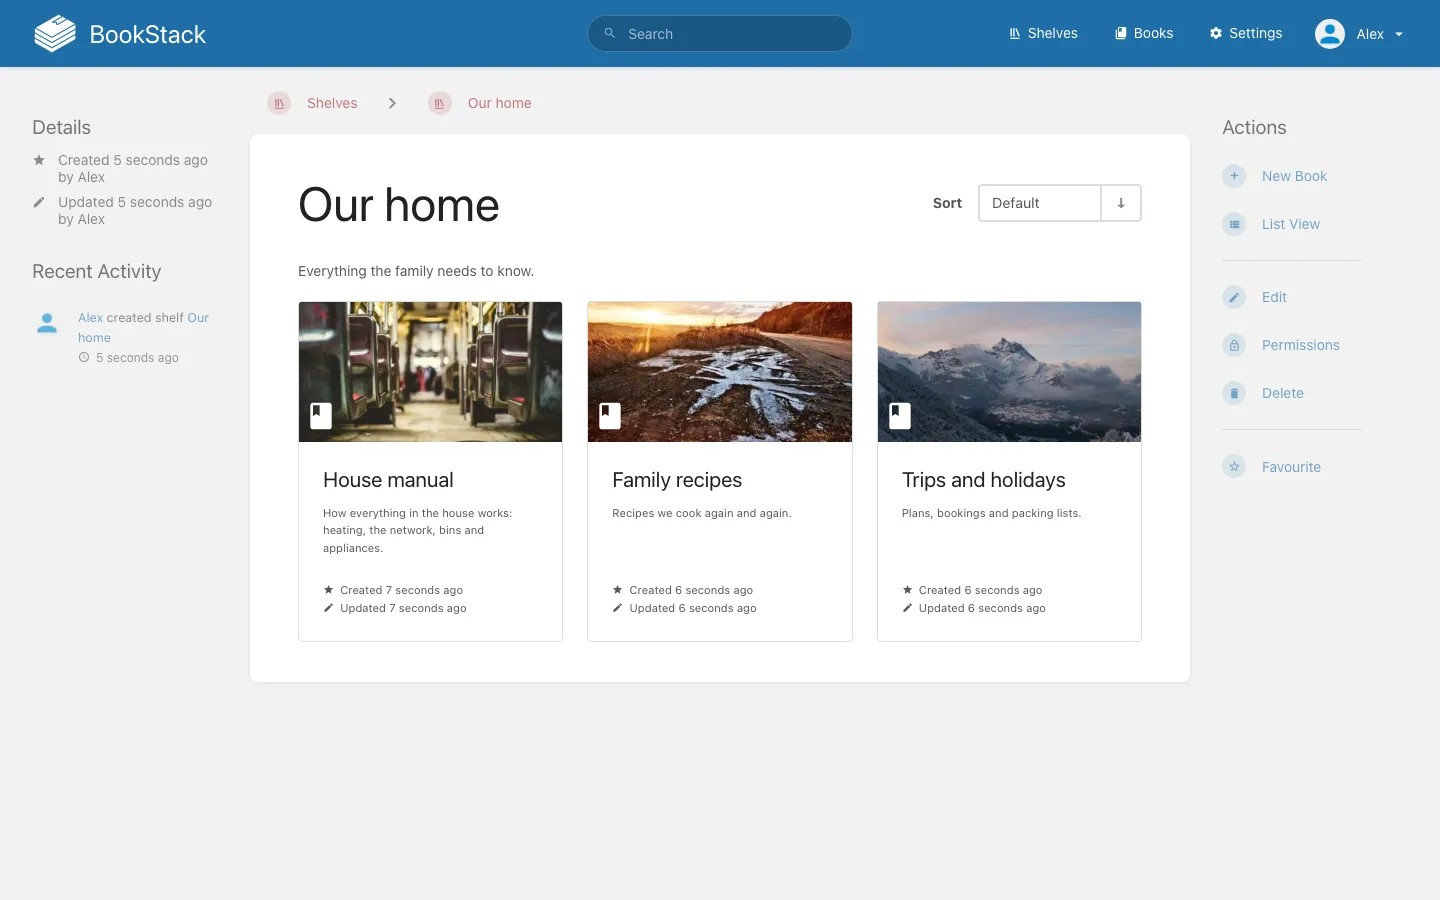 BookStack
Search
Shelves
Books
Settings
Alex
Shelves
Our home
Details
Created 5 seconds ago
by Alex
Updated 5 seconds ago
by Alex
Recent Activity
Alex created shelf Our
home
5 seconds ago
Our home
Sort
Default
Everything the family needs to know.
House manual
How everything in the house works:
heating, the network, bins and
appliances.
Created 7 seconds ago
Updated 7 seconds ago
Family recipes
Recipes we cook again and again.
Created 6 seconds ago
Updated 6 seconds ago
Trips and holidays
Plans, bookings and packing lists.
Created 6 seconds ago
Updated 6 seconds ago
Actions
New Book
List View
Edit
Permissions
Delete
Favourite